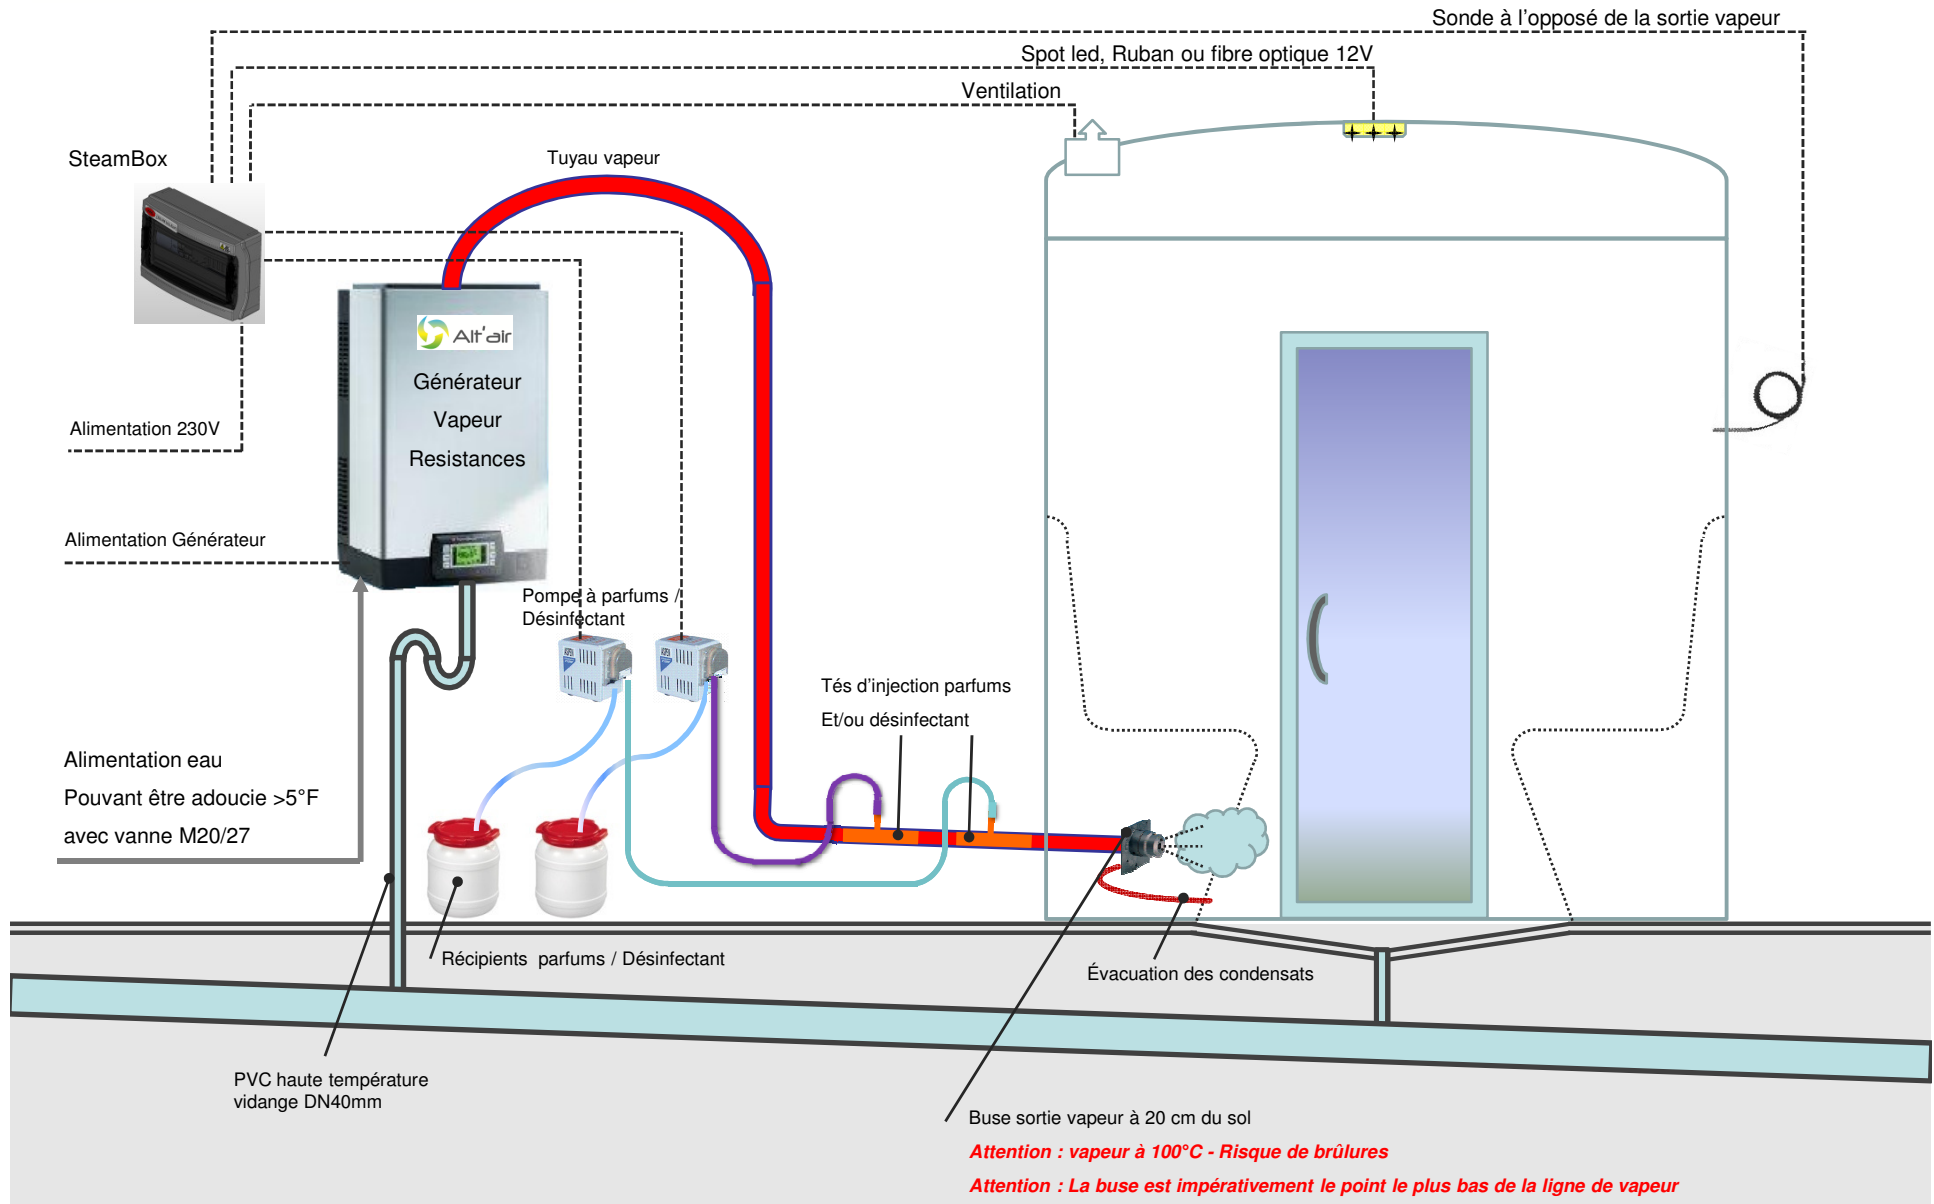 Sonde à l'opposé de la sortie vapeur
Spot led, Ruban ou fibre optique 12V
Ventilation
SteamBox
Tuyau vapeur
Alt'air
Générateur
Vapeur
Resistances
Alimentation 230V
Alimentation Générateur
Pompe à parfums /
Désinfectant
Tés d'injection parfums
Et/ou désinfectant
Alimentation eau
Pouvant être adoucie >5°F
avec vanne M20/27
Récipients parfums / Désinfectant
Évacuation des condensats
PVC haute température
vidange DN40mm
Buse sortie vapeur à 20 cm du sol
Attention : vapeur à 100°C - Risque de brûlures
Attention : La buse est impérativement le point le plus bas de la ligne de vapeur